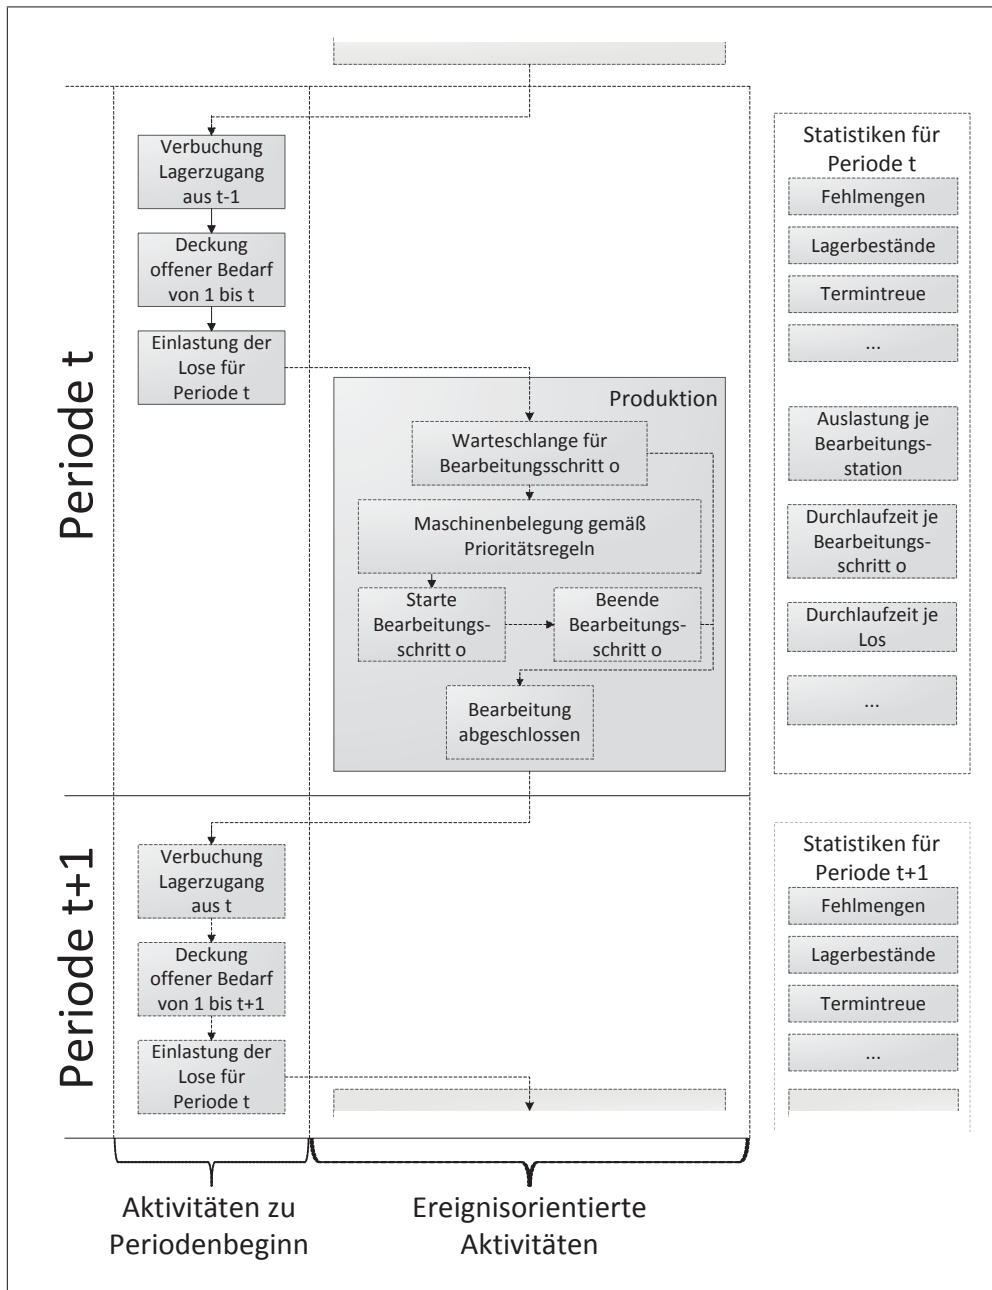 Periode t
Verbuchung
Lagerzugang
aus t-1
Deckung
offener Bedarf
von 1 bis t
Einlastung der
Lose für
Periode t
Produktion
Warteschlange für
Bearbeitungsschritt o
Maschinenbelegung gemäß
Prioritätsregeln
Starte
Bearbeitungs-
schritt o
Beende
Bearbeitungs-
schritt o
Bearbeitung
abgeschlossen
Statistiken für
Periode t
Fehlmengen
Lagerbestände
Termintreue
...
Auslastung je
Bearbeitungs-
station
Durchlaufzeit je
Bearbeitungs-
schritt o
Durchlaufzeit je
Los
...
Periode t+1
Verbuchung
Lagerzugang
aus t
Deckung
offener Bedarf
von 1 bis t+1
Einlastung der
Lose für
Periode t
Statistiken für
Periode t+1
Fehlmengen
Lagerbestände
Termintreue
...
Aktivitäten zu
Periodenbeginn
Ereignisorientierte
Aktivitäten